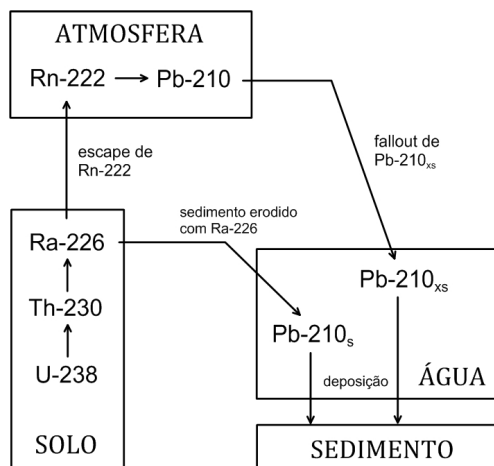 ATMOSFERA
Rn-222 → Pb-210
escape de
Rn-222
fallout de
Pb-210xs
sedimento erodido
com Ra-226
Ra-226
Th-230
U-238
SOLO
Pb-210xs
Pb-210s
deposição
ÁGUA
SEDIMENTO